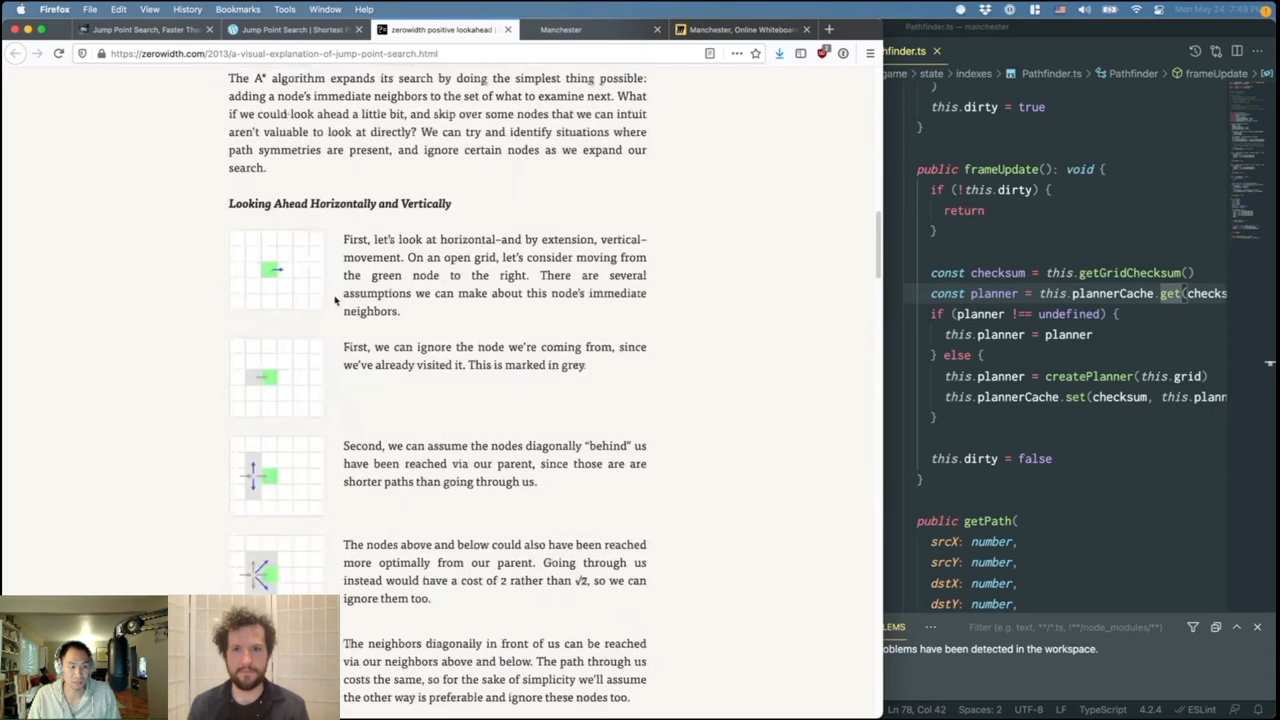 Firefox File Edit View History Bookmarks Tools Window Help
Mon May 24 7:49 PM
Jump Point Search, Faster Tha
Jump Point Search | Shortest P
zerowidth positive lookahead |
Manchester
Manchester, Online Whiteboard
Pathfinder.ts — manchester
https://zerowidth.com/2013/a-visual-explanation-of-jump-point-search.html
The A* algorithm expands its search by doing the simplest thing possible:
adding a node's immediate neighbors to the set of what to examine next. What
if we could look ahead a little bit, and skip over some nodes that we can intuit
aren't valuable to look at directly? We can try and identify situations where
path symmetries are present, and ignore certain nodes as we expand our
search.
Looking Ahead Horizontally and Vertically
First, let's look at horizontal–and by extension, vertical–
movement. On an open grid, let's consider moving from
the green node to the right. There are several
assumptions we can make about this node's immediate
neighbors.
First, we can ignore the node we're coming from, since
we've already visited it. This is marked in grey.
Second, we can assume the nodes diagonally “behind” us
have been reached via our parent, since those are are
shorter paths than going through us.
The nodes above and below could also have been reached
more optimally from our parent. Going through us
instead would have a cost of 2 rather than √2, so we can
ignore them too.
The neighbors diagonally in front of us can be reached
via our neighbors above and below. The path through us
costs the same, so for the sake of simplicity we'll assume
the other way is preferable and ignore these nodes too.
finder.ts
game > state > indexes > Pathfinder.ts > Pathfinder > frameUpdate
)
this.dirty = true
}
public frameUpdate(): void {
if (!this.dirty) {
return
}
const checksum = this.getGridChecksum()
const planner = this.plannerCache.get(checks
if (planner !== undefined) {
this.planner = planner
} else {
this.planner = createPlanner(this.grid)
this.plannerCache.set(checksum, this.plann
}
this.dirty = false
}
public getPath(
srcX: number,
srcY: number,
dstX: number,
dstY: number,
LEMS
Filter (e.g. text, **/*.ts, !**/node_modules/**)
oblems have been detected in the workspace.
Ln 78, Col 42 Spaces: 2 UTF-8 LF TypeScript 4.2.4 ESLint